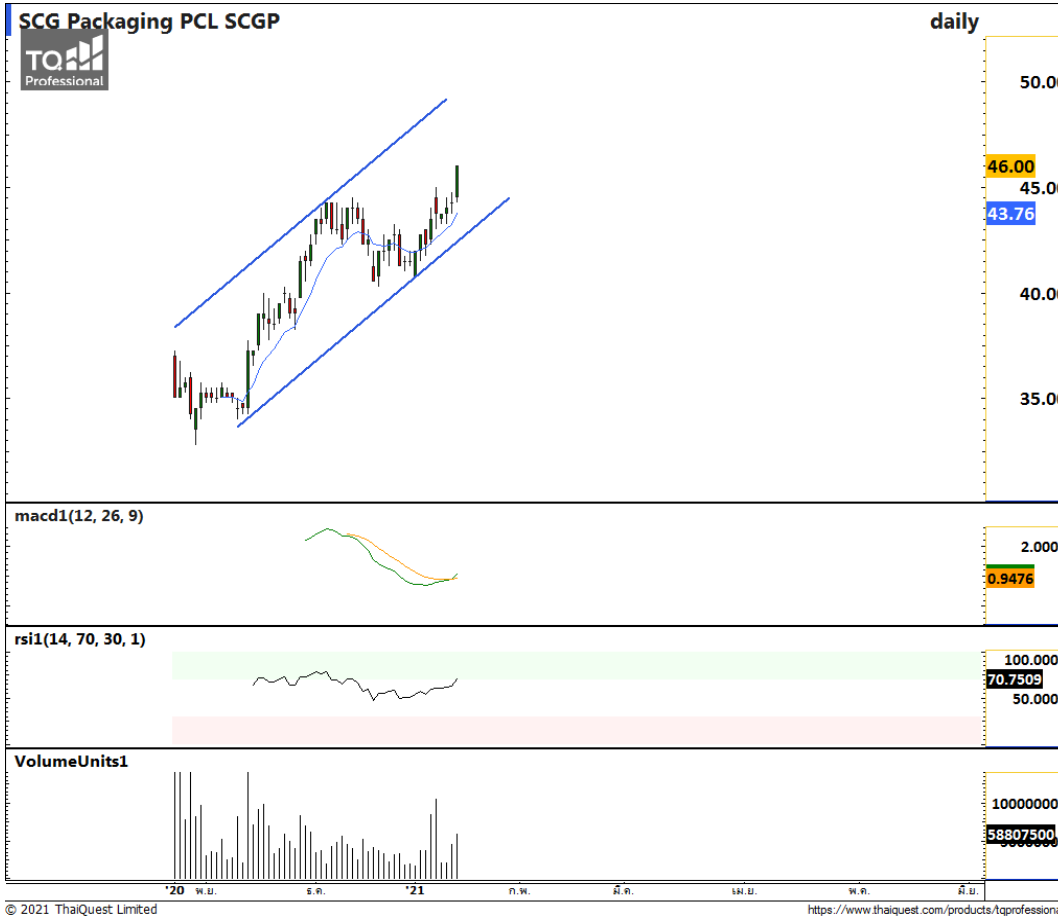 SCG Packaging PCL SCGP daily
TQ
Professional
50.00
46.00
45.00
43.76
40.00
35.00
macd1(12, 26, 9)
2.000
0.9476
rsi1(14, 70, 30, 1)
100.000
70.7509
50.000
VolumeUnits1
10000000
58807500
'20 พ.ย. ธ.ค. '21 ก.พ. มี.ค. เม.ย. พ.ค. มิ.ย.
© 2021 ThaiQuest Limited https://www.thaiquest.com/products/tqprofessional